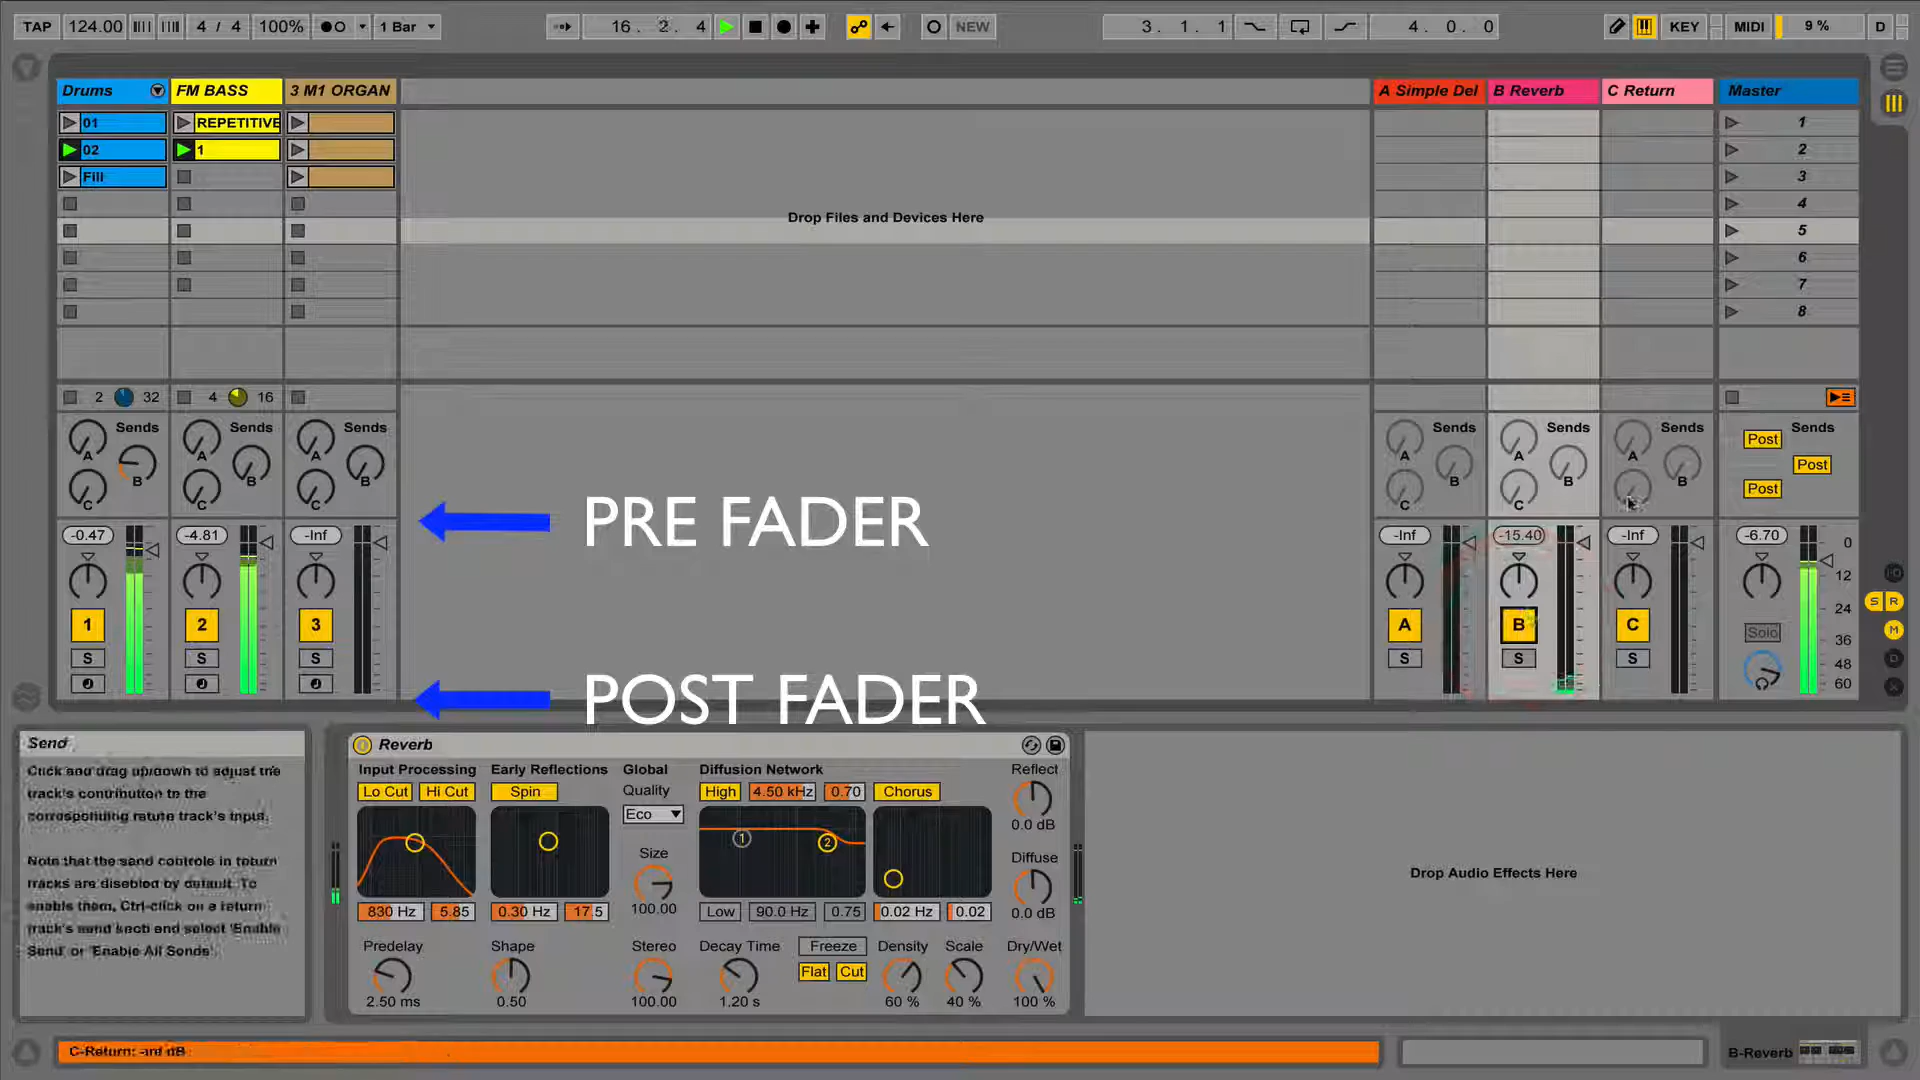 TAP 124.00 4 / 4 100% 1 Bar 16. 2. 4 NEW 3. 1. 1 4. 0. 0 KEY MIDI 9 % D
Drums FM BASS 3 M1 ORGAN A Simple Del B Reverb C Return Master
01 REPETITIVE 1
02 1 2
Fill 3
4
Drop Files and Devices Here
5
6
7
8
2 32 4 16
Sends Sends Sends Sends Sends Sends Post Sends
A B A B A B A B A B A B Post
C C C C C Post
PRE FADER
-0.47 -4.81 -Inf -Inf -15.40 -Inf -6.70 0
12
1 2 3 A B C 24
S R
Solo 36
M
S S S S S S 48
D
60
POST FADER
Send
Click and drag up/down to adjust the
track's contribution to the
corresponding return track's input.
Note that the send controls in return
tracks are disabled by default. To
enable them, Ctrl-click on a return
track's send knob and select 'Enable
Send' or 'Enable All Sends'.
Reverb
Input Processing Early Reflections Global Diffusion Network Reflect
Lo Cut Hi Cut Spin Quality High 4.50 kHz 0.70 Chorus
Eco
0.0 dB
1 2
Size Diffuse
100.00
830 Hz 5.85 0.30 Hz 17.5 Low 90.0 Hz 0.75 0.02 Hz 0.02 0.0 dB
Predelay Shape Stereo Decay Time Freeze Density Scale Dry/Wet
Flat Cut
2.50 ms 0.50 100.00 1.20 s 60 % 40 % 100 %
Drop Audio Effects Here
C-Return: -inf dB
B-Reverb